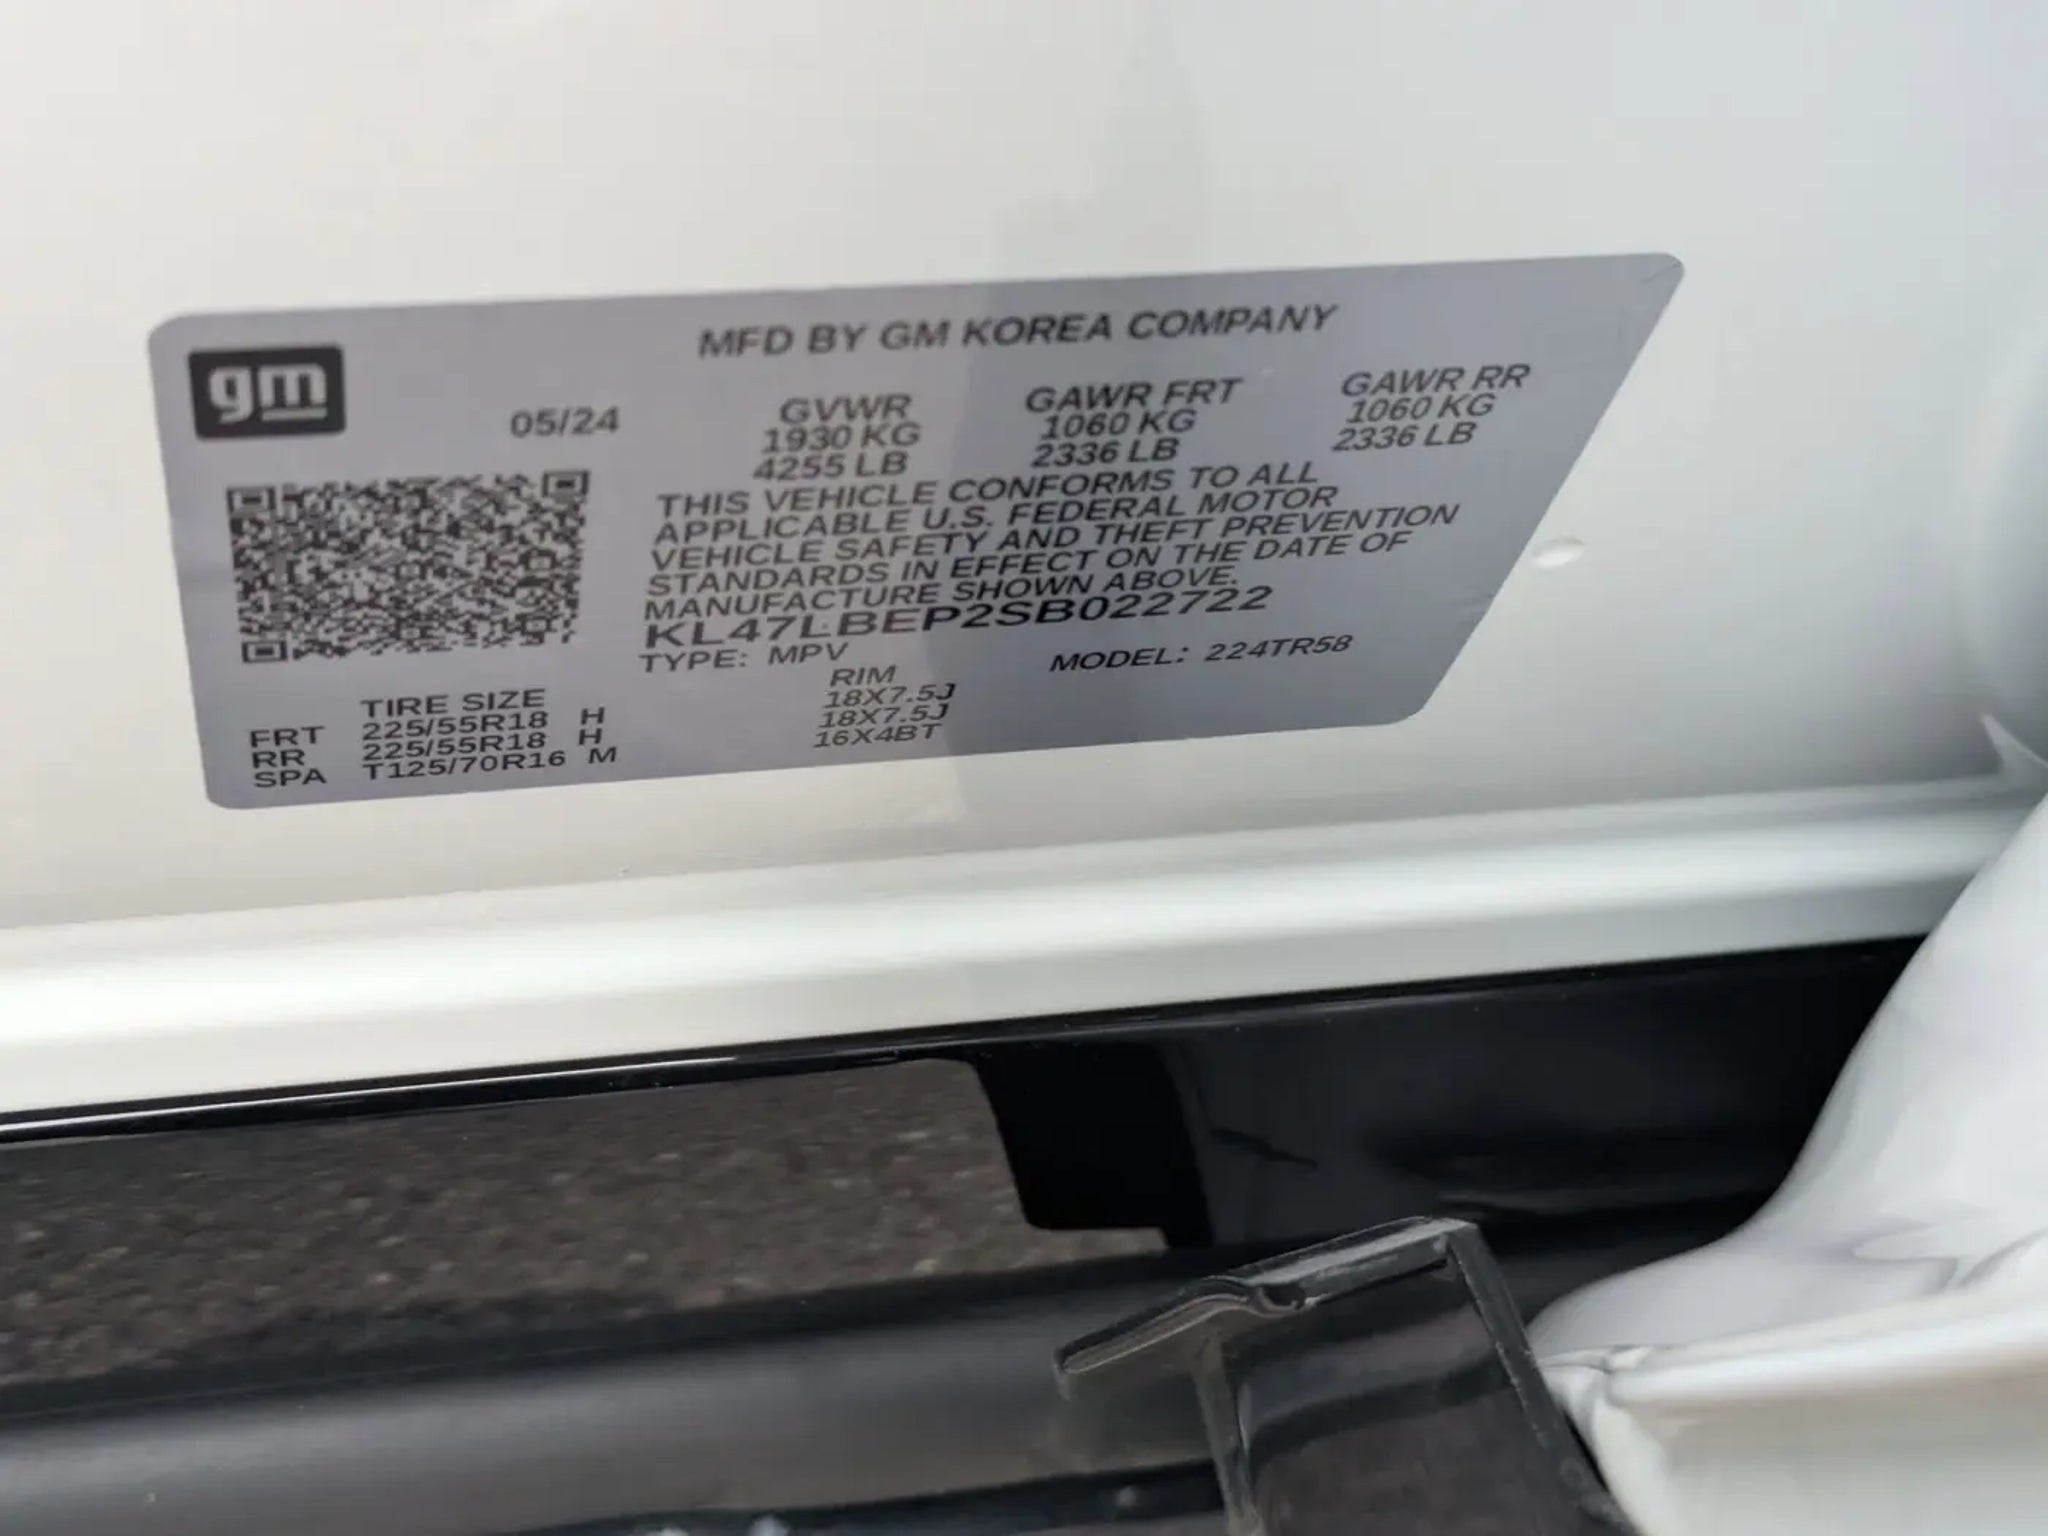 MFD BY GM KOREA COMPANY
gm
05/24
GVWR GAWR FRT GAWR RR
1930 KG 1060 KG 1060 KG
4255 LB 2336 LB 2336 LB
THIS VEHICLE CONFORMS TO ALL
APPLICABLE U.S. FEDERAL MOTOR
VEHICLE SAFETY AND THEFT PREVENTION
STANDARDS IN EFFECT ON THE DATE OF
MANUFACTURE SHOWN ABOVE.
KL47LBEP2SB022722
TYPE: MPV MODEL: 224TR58
TIRE SIZE RIM
FRT 225/55R18 H 18X7.5J
RR 225/55R18 H 18X7.5J
SPA T125/70R16 M 16X4BT